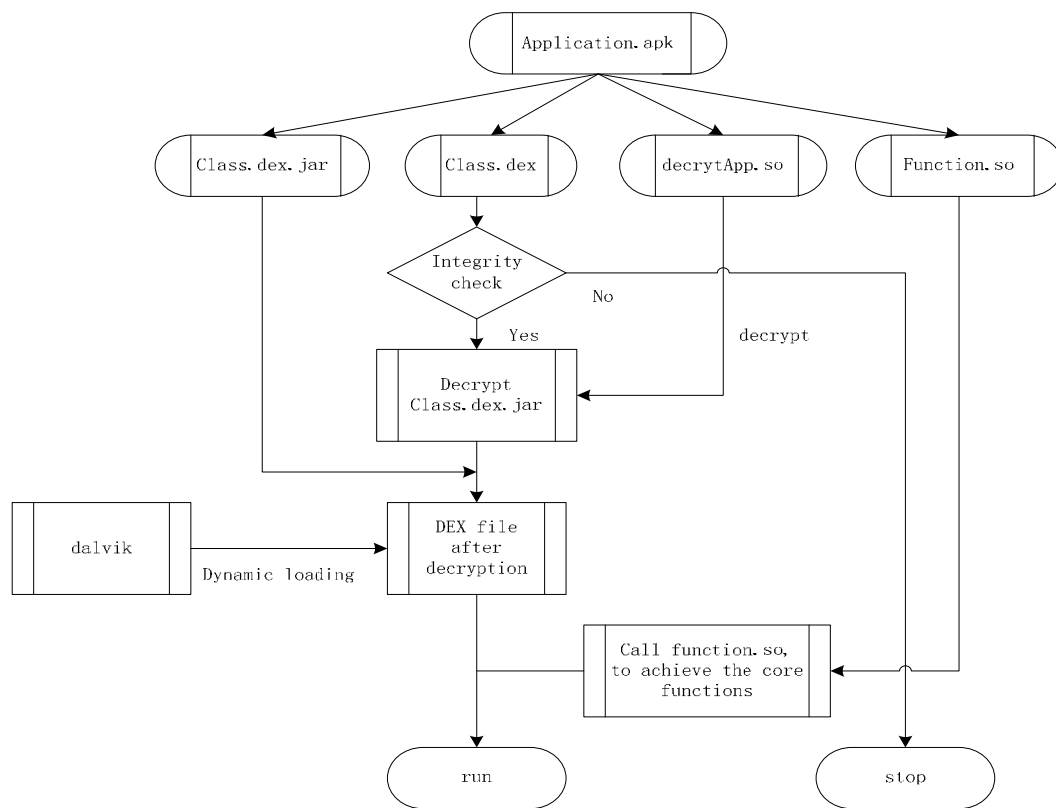 Application.apk
Class.dex.jar
Class.dex
decrytApp.so
Function.so
Integrity
check
No
Yes
decrypt
Decrypt
Class.dex.jar
dalvik
Dynamic loading
DEX file
after
decryption
Call function.so,
to achieve the core
functions
run
stop